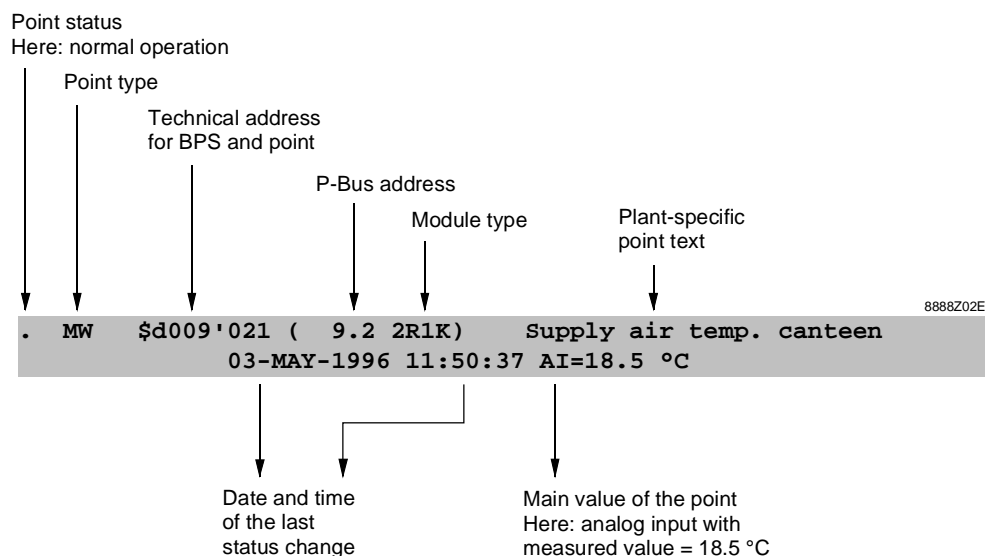 Point status
Here: normal operation
Point type
Technical address
for BPS and point
P-Bus address
Module type
Plant-specific
point text
8888Z02E
. MW $d009'021 ( 9.2 2R1K) Supply air temp. canteen
03-MAY-1996 11:50:37 AI=18.5 °C
Date and time
of the last
status change
Main value of the point
Here: analog input with
measured value = 18.5 °C